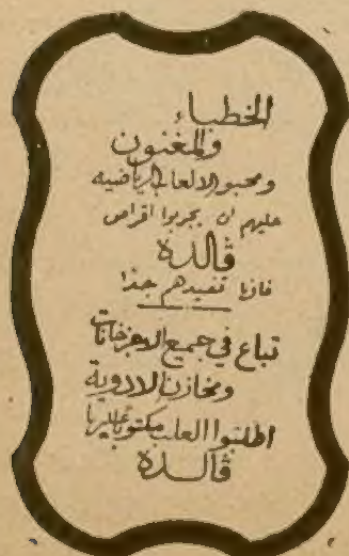 الخطباء
والمغنون
ومحبو الالعاب الرياضيه
عليهم ان يجربوا اقراص
ڤالدة
فانها تفيدهم جدا
تباع في جميع الاجزخانات
ومخازن الادوية
اطلبوا العلب مكتوبا عليها
ڤالدة